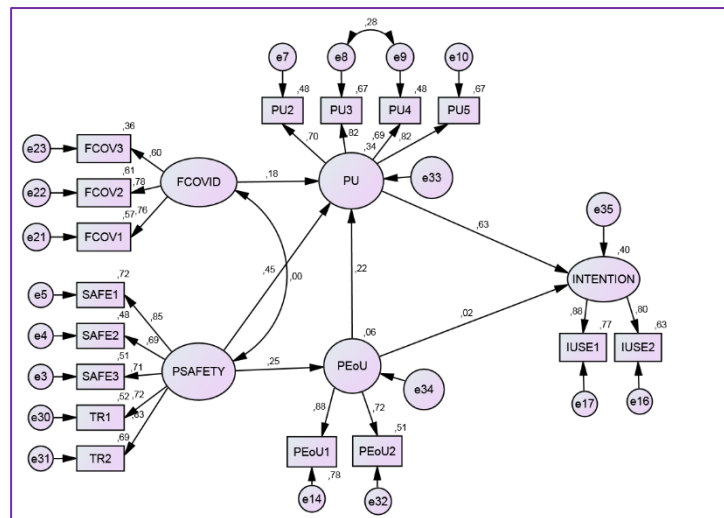 ,28
e7 e8 e9 e10
,48 ,67 ,48 ,67
PU2 PU3 PU4 PU5
,36
e23 FCOV3
,70 ,82 ,69 ,82
,60
,34
,61
e22 FCOV2
,78
FCOVID
,18
PU
e33
,57 ,76
e21 FCOV1
e35
,63
,40
,72
e5 SAFE1
,45 ,00 ,22
INTENTION
,85
,48
e4 SAFE2
,69
,02
,88 ,80
,51
,06
,77 ,63
IUSE1 IUSE2
e3 SAFE3
,71
PSAFETY
,25
PEoU
,52 ,72
e34
e17 e16
e30 TR1
,69
,88 ,72
e31 TR2
,51
PEoU1 PEoU2
,78
e14 e32